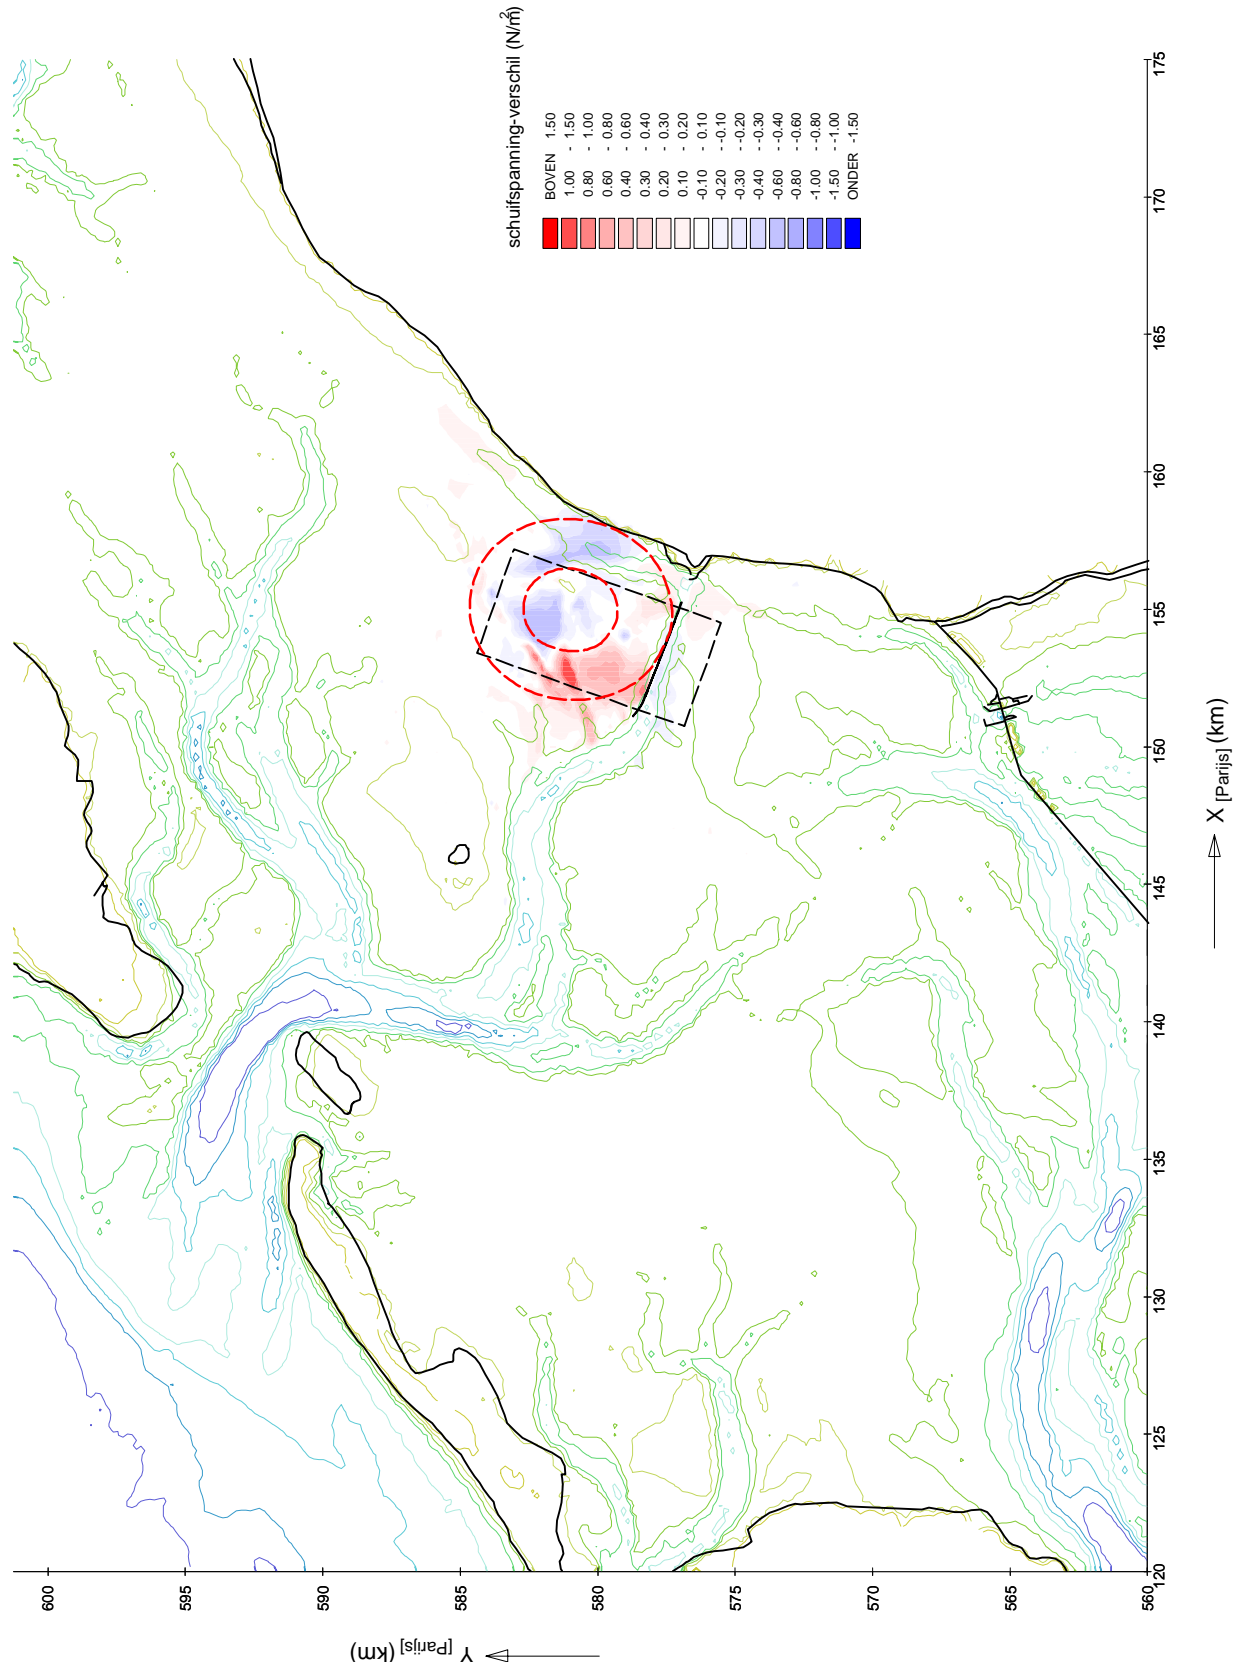 schuifspanning-verschil (N/m²)
BOVEN 1.50
1.00 - 1.50
0.80 - 1.00
0.60 - 0.80
0.40 - 0.60
0.30 - 0.40
0.20 - 0.30
0.10 - 0.20
-0.10 - 0.10
-0.20 - -0.10
-0.30 - -0.20
-0.40 - -0.30
-0.60 - -0.40
-0.80 - -0.60
-1.00 - -0.80
-1.50 - -1.00
ONDER -1.50
600
595
590
585
580
575
570
565
560
Y [Parijs] (km)
120
125
130
135
140
145
150
155
160
165
170
175
X [Parijs] (km)